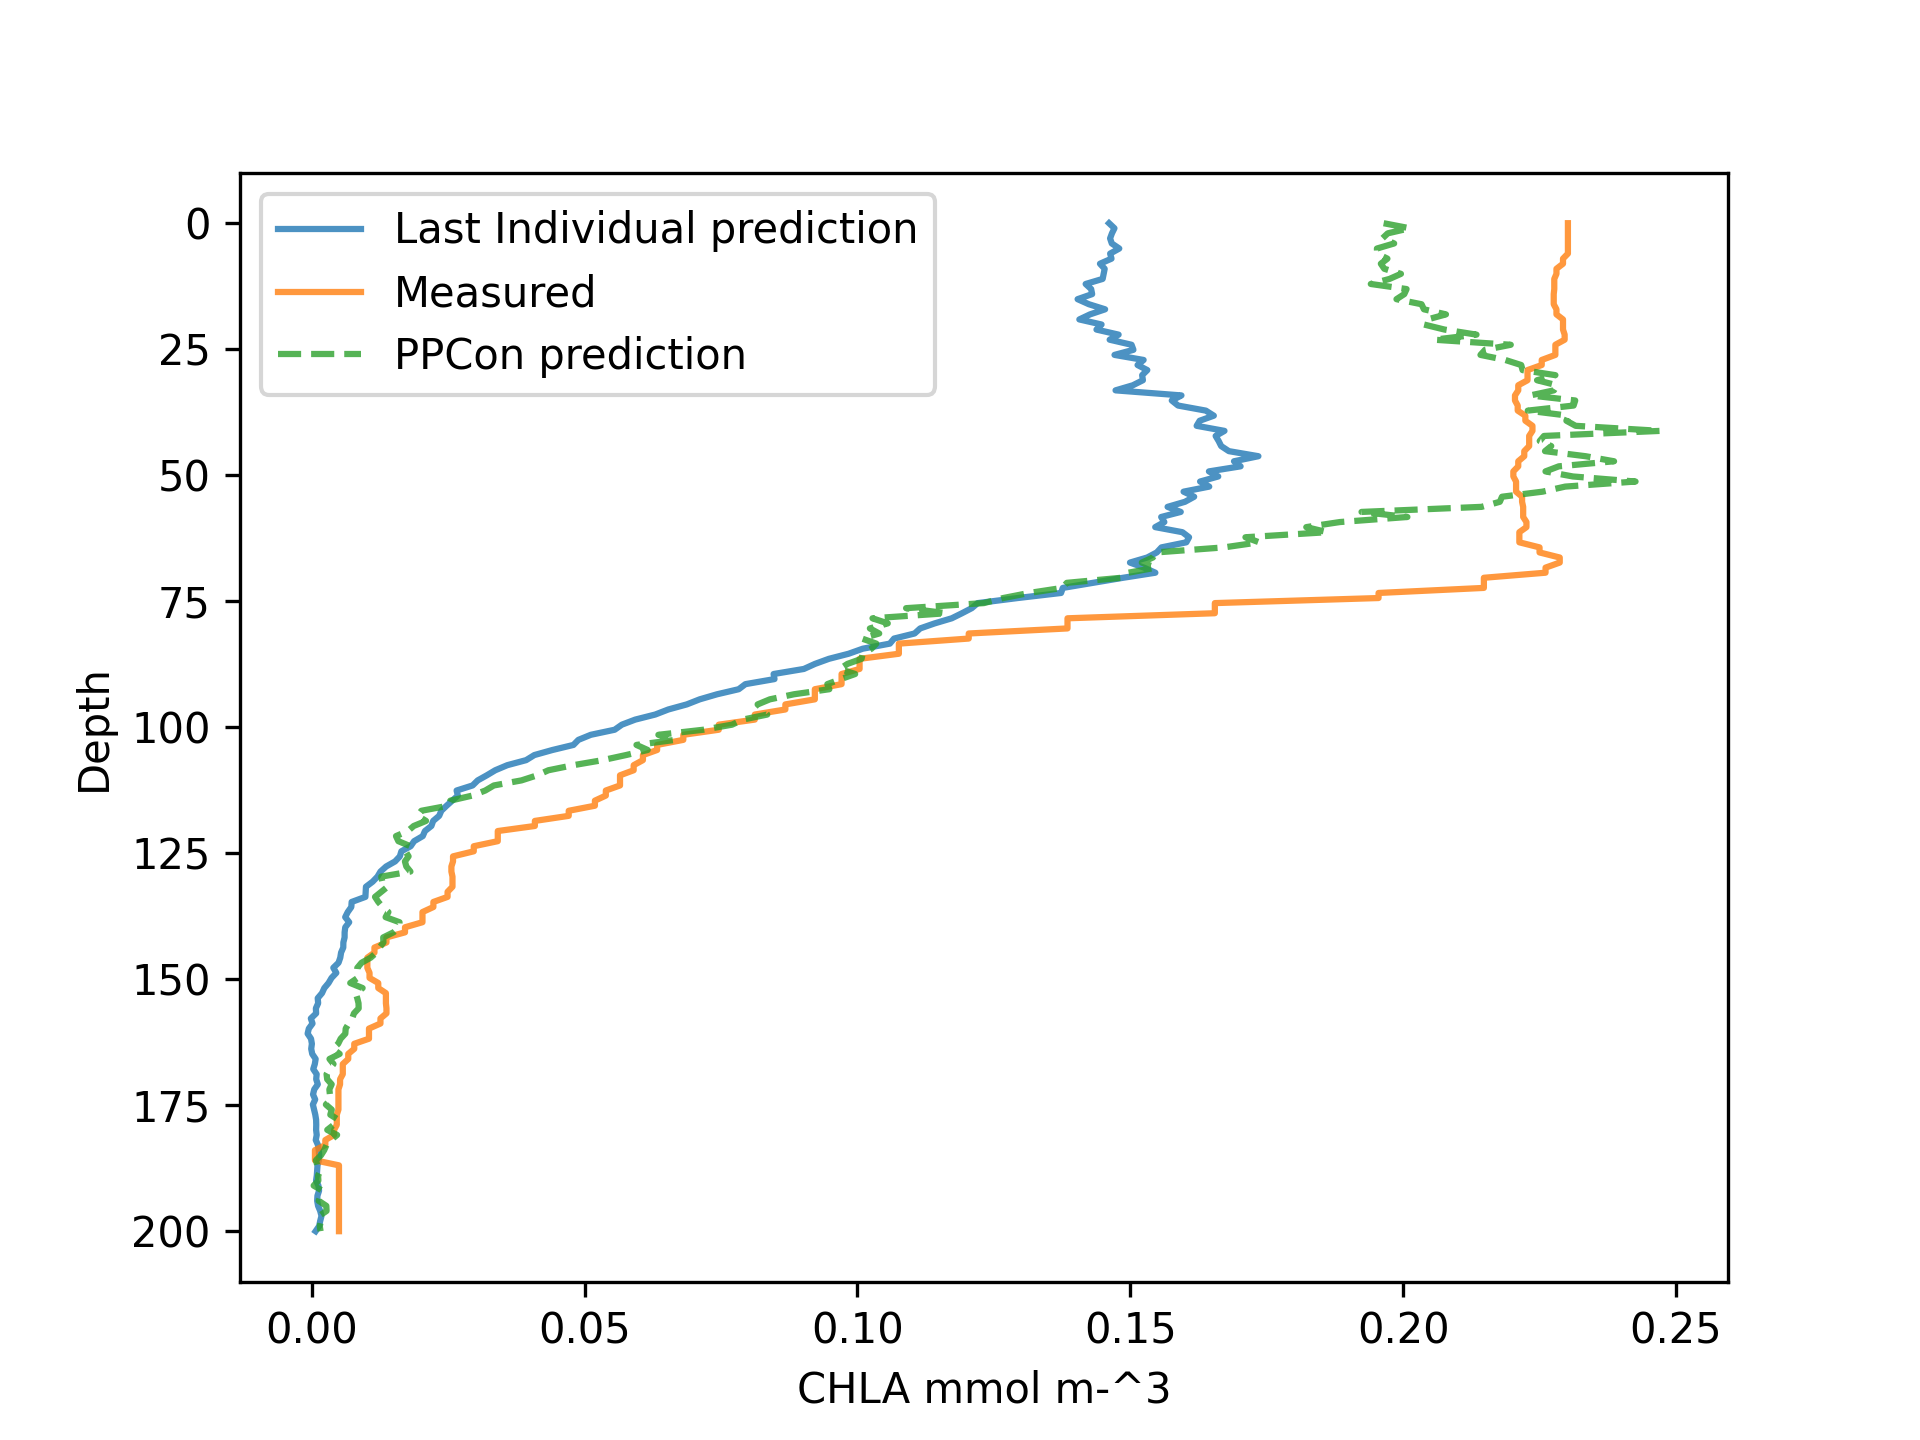 Last Individual prediction
Measured
PPCon prediction
0
25
50
75
100
125
150
175
200
Depth
0.00 0.05 0.10 0.15 0.20 0.25
CHLA mmol m-^3